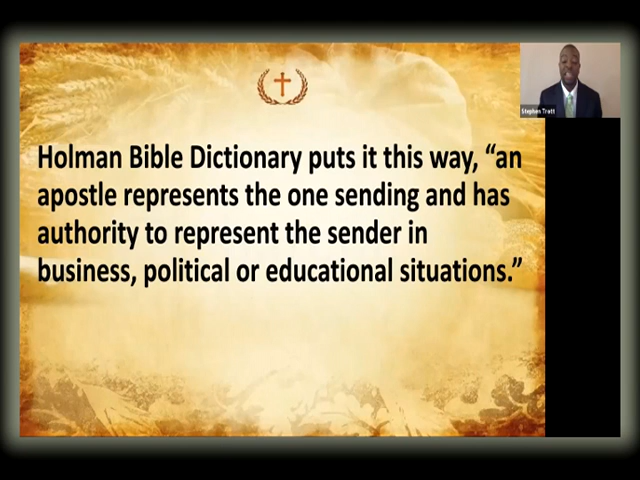 Stephen Trott
Holman Bible Dictionary puts it this way, “an
apostle represents the one sending and has
authority to represent the sender in
business, political or educational situations.”